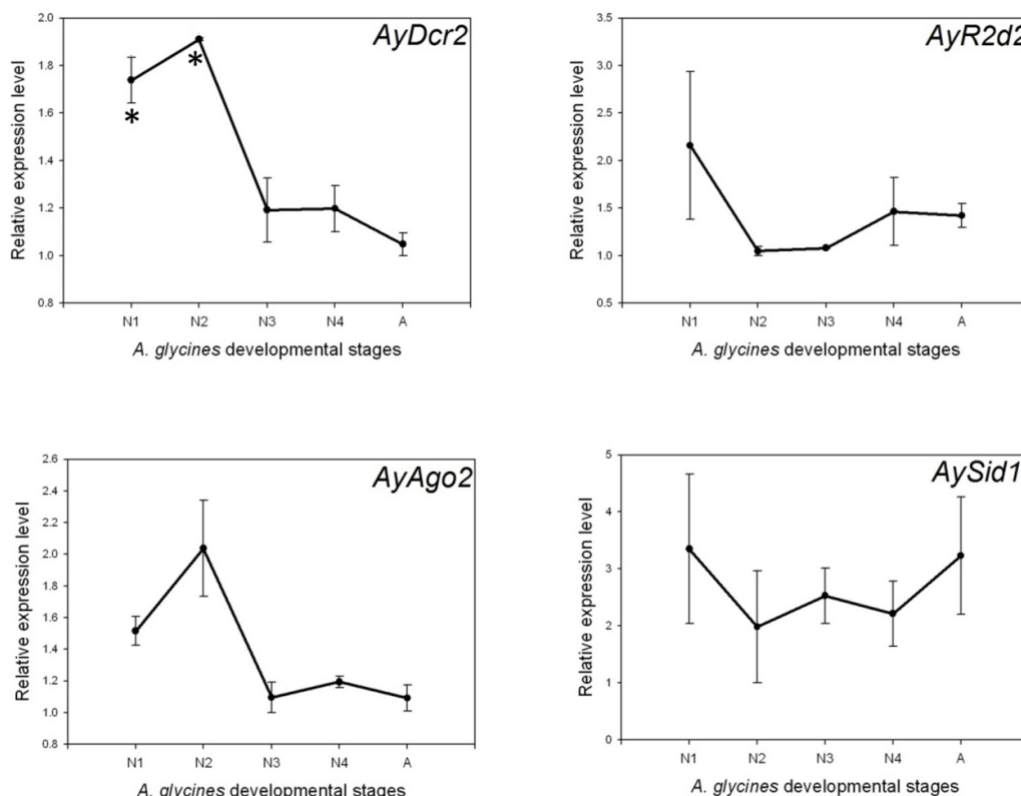 AyDcr2
Relative expression level
2.0
1.8
1.6
1.4
1.2
1.0
0.8
*
*
N1 N2 N3 N4 A
A. glycines developmental stages
AyR2d2
Relative expression level
3.5
3.0
2.5
2.0
1.5
1.0
0.5
N1 N2 N3 N4 A
A. glycines developmental stages
AyAgo2
Relative expression level
2.6
2.4
2.2
2.0
1.8
1.6
1.4
1.2
1.0
0.8
N1 N2 N3 N4 A
A. glycines developmental stages
AySid1
Relative expression level
5
4
3
2
1
0
N1 N2 N3 N4 A
A. glycines developmental stages